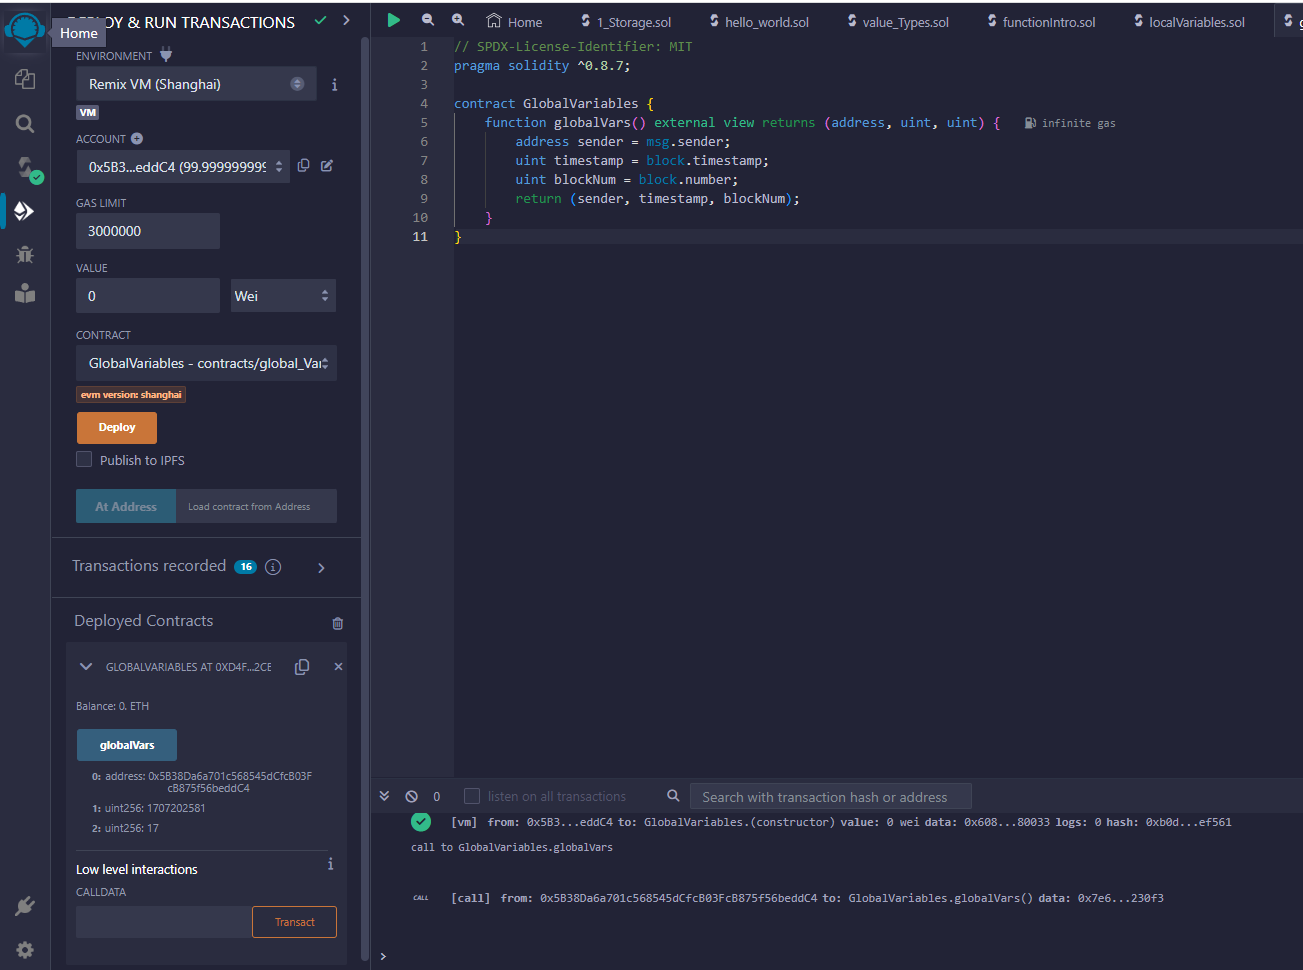 DEPLOY & RUN TRANSACTIONS
Home
ENVIRONMENT
Remix VM (Shanghai)
VM
ACCOUNT
0x5B3...eddC4 (99.9999999999
GAS LIMIT
3000000
VALUE
0
Wei
CONTRACT
GlobalVariables - contracts/global_Var
evm version: shanghai
Deploy
Publish to IPFS
At Address
Load contract from Address
Transactions recorded 16
Deployed Contracts
GLOBALVARIABLES AT 0XD4F...2CE
Balance: 0. ETH
globalVars
0: address: 0x5B38Da6a701c568545dCfcB03F
cB875f56beddC4
1: uint256: 1707202581
2: uint256: 17
Low level interactions
CALLDATA
Transact
Home
1_Storage.sol
hello_world.sol
value_Types.sol
functionIntro.sol
localVariables.sol
1 // SPDX-License-Identifier: MIT
2 pragma solidity ^0.8.7;
3
4 contract GlobalVariables {
5 function globalVars() external view returns (address, uint, uint) { infinite gas
6 address sender = msg.sender;
7 uint timestamp = block.timestamp;
8 uint blockNum = block.number;
9 return (sender, timestamp, blockNum);
10 }
11 }
0
listen on all transactions
Search with transaction hash or address
[vm] from: 0x5B3...eddC4 to: GlobalVariables.(constructor) value: 0 wei data: 0x608...80033 logs: 0 hash: 0xb0d...ef561
call to GlobalVariables.globalVars
CALL [call] from: 0x5B38Da6a701c568545dCfcB03FcB875f56beddC4 to: GlobalVariables.globalVars() data: 0x7e6...230f3
>